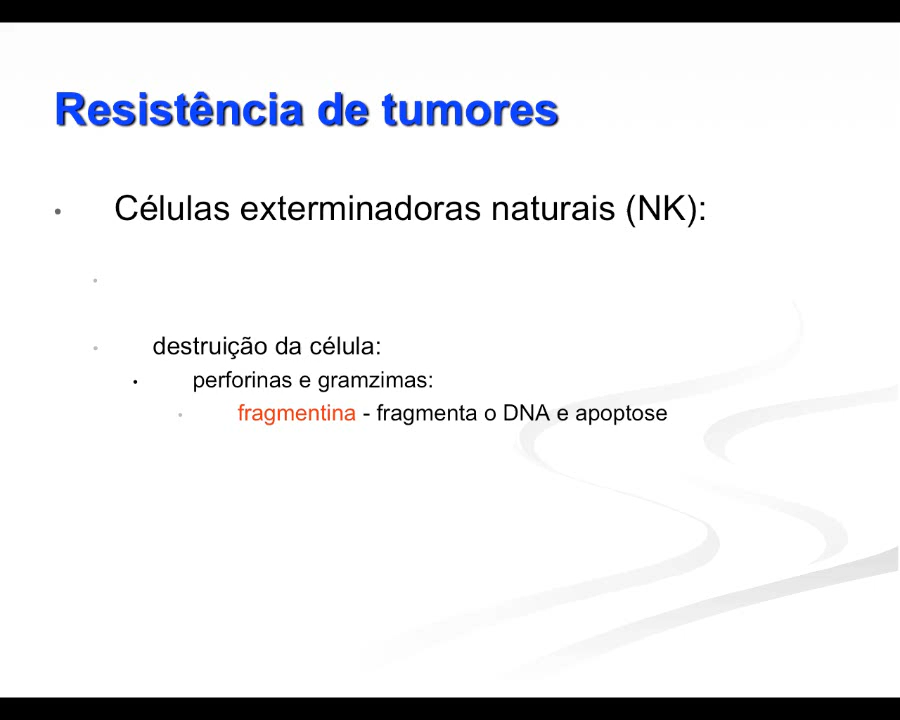 Resistência de tumores
• Células exterminadoras naturais (NK):
•
• destruição da célula:
• perforinas e gramzimas:
• fragmentina - fragmenta o DNA e apoptose